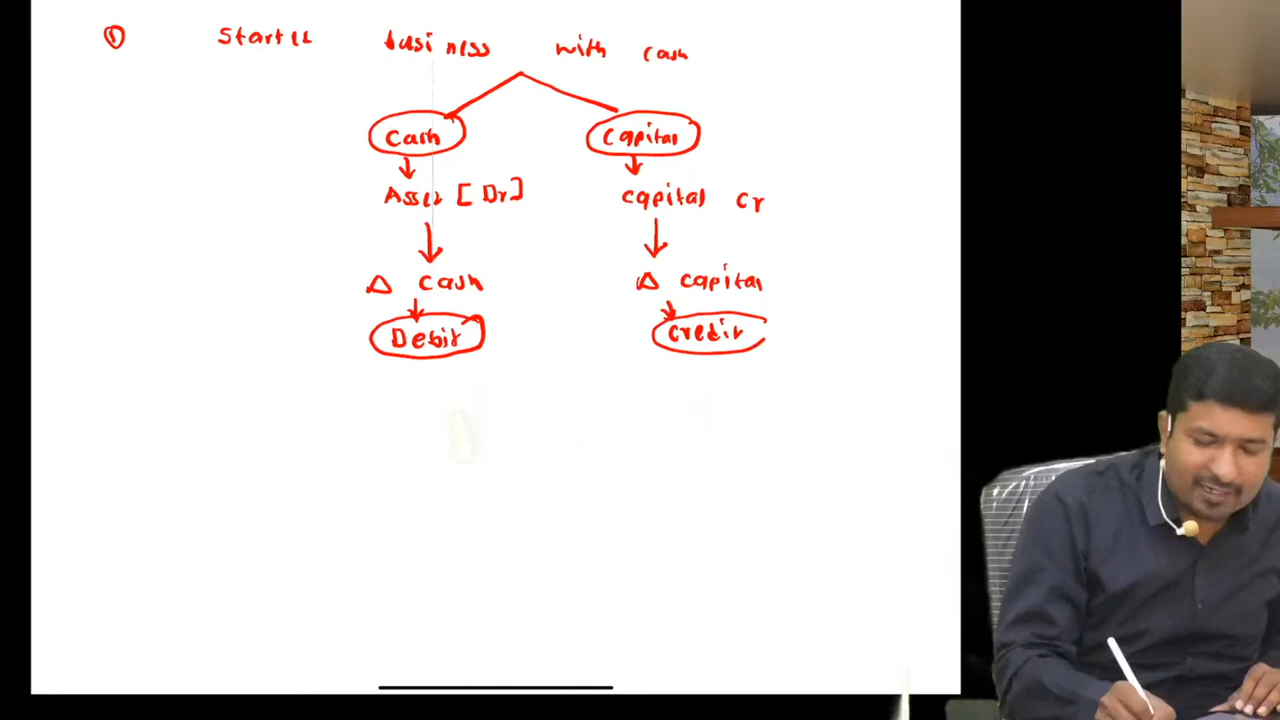 ① Started business with cash
Cash Capital
Asset [Dr] Capital Cr
△ cash △ capital
Debit Credit